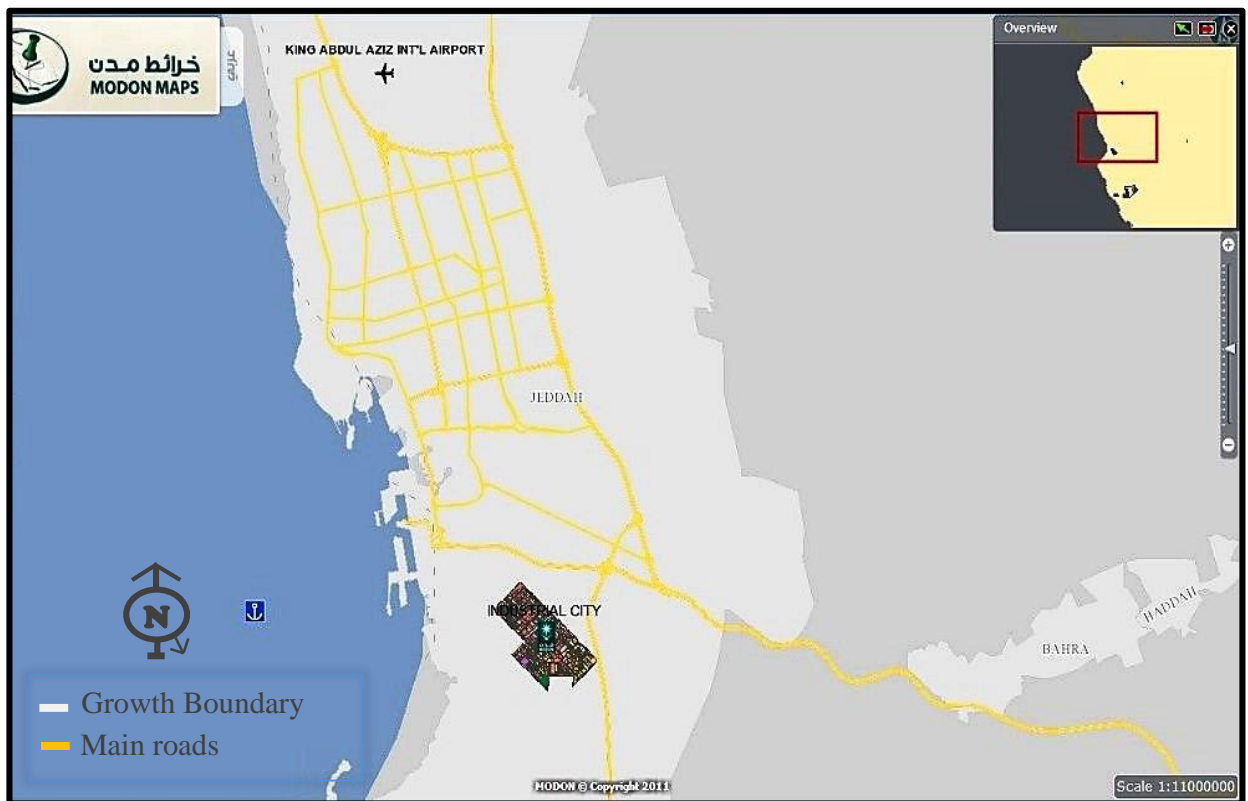 خرائط مدن
MODON MAPS
عربي
KING ABDUL AZIZ INT'L AIRPORT
Overview
JEDDAH
INDUSTRIAL CITY
HADDAH
BAHRA
N
Growth Boundary
Main roads
MODON © Copyright 2011
Scale 1:11000000